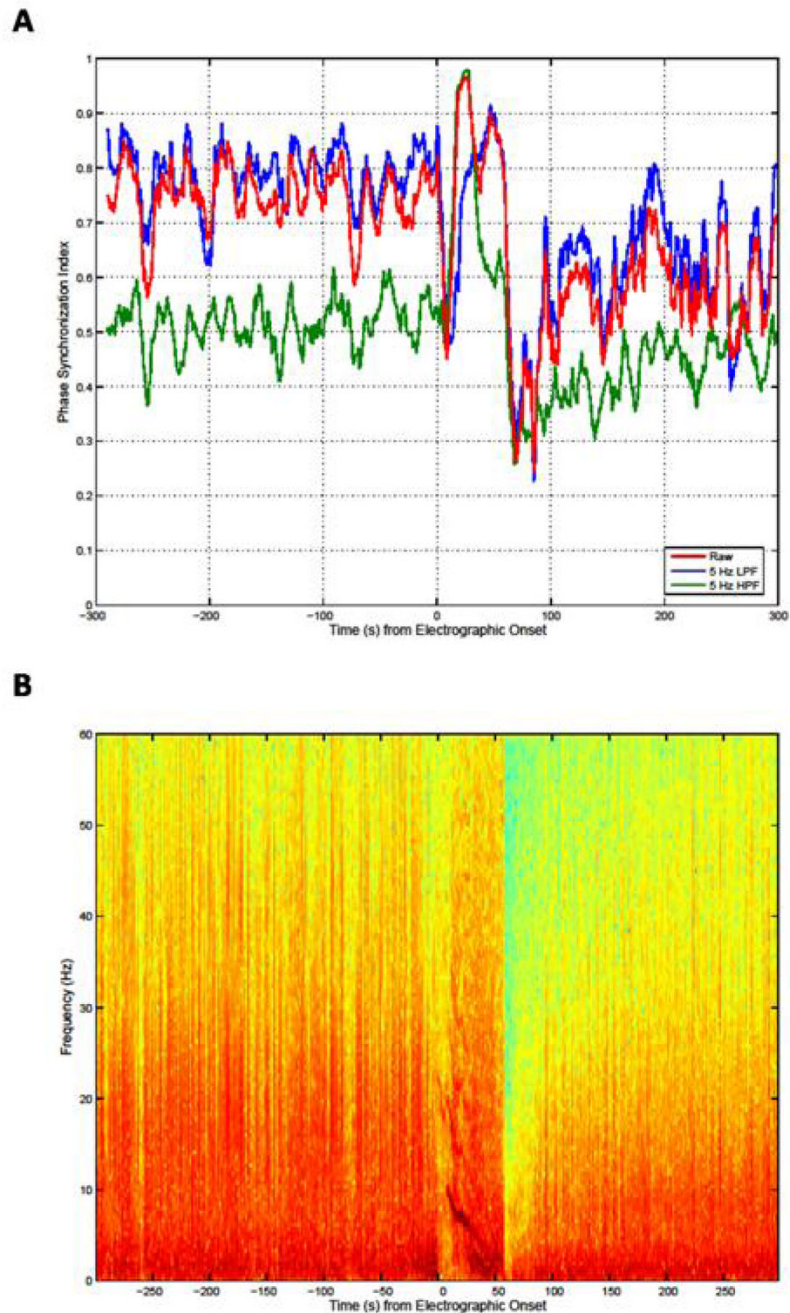 A
1
0.9
0.8
0.7
0.6
0.5
0.4
0.3
0.2
0.1
0
Phase Synchronization Index
Raw
5 Hz LPF
5 Hz HPF
−300 −200 −100 0 100 200 300
Time (s) from Electrographic Onset
B
60
50
40
30
20
10
0
Frequency (Hz)
−250 −200 −150 −100 −50 0 50 100 150 200 250
Time (s) from Electrographic Onset